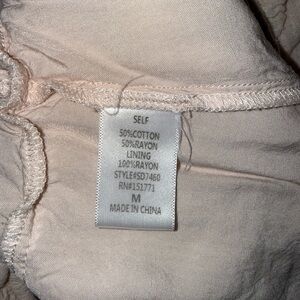 SELF
50%COTTON
50%RAYON
LINING
100%RAYON
STYLE#SD7460
RN#151771
M
MADE IN CHINA